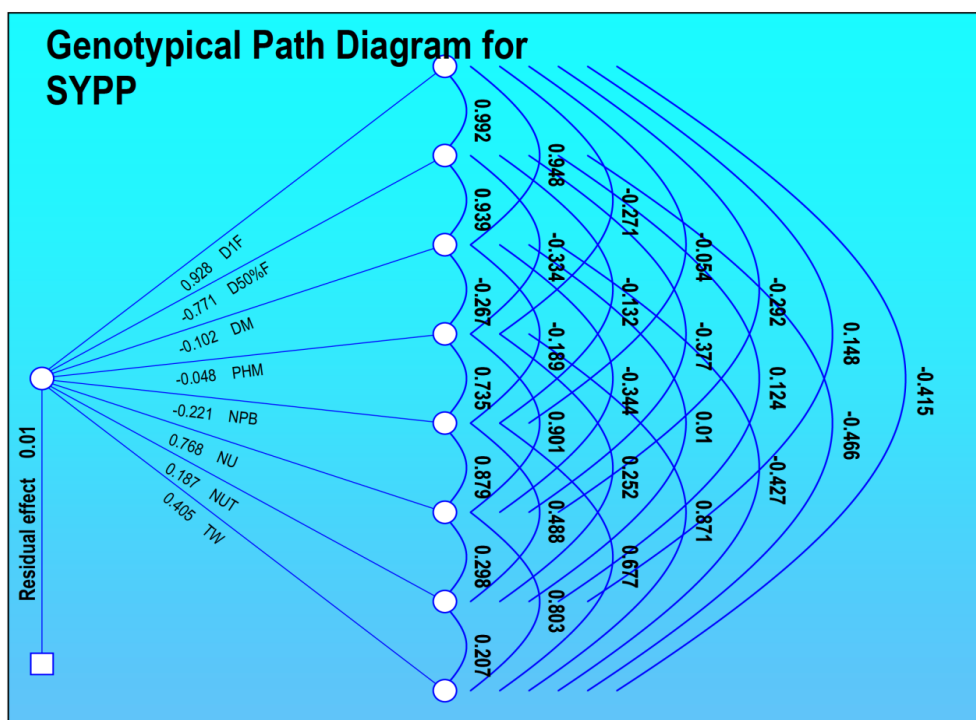 Genotypical Path Diagram for
SYPP
0.928 D1F
-0.771 D50%F
-0.102 DM
-0.048 PHM
-0.221 NPB
0.768 NU
0.187 NUT
0.405 TW
Residual effect 0.01
0.992
0.939
-0.267
0.735
0.879
0.298
0.207
0.948
-0.334
-0.189
0.901
0.488
0.803
-0.271
-0.132
-0.344
0.252
0.677
-0.054
-0.377
0.01
0.871
-0.292
0.124
-0.427
0.148
-0.466
-0.415